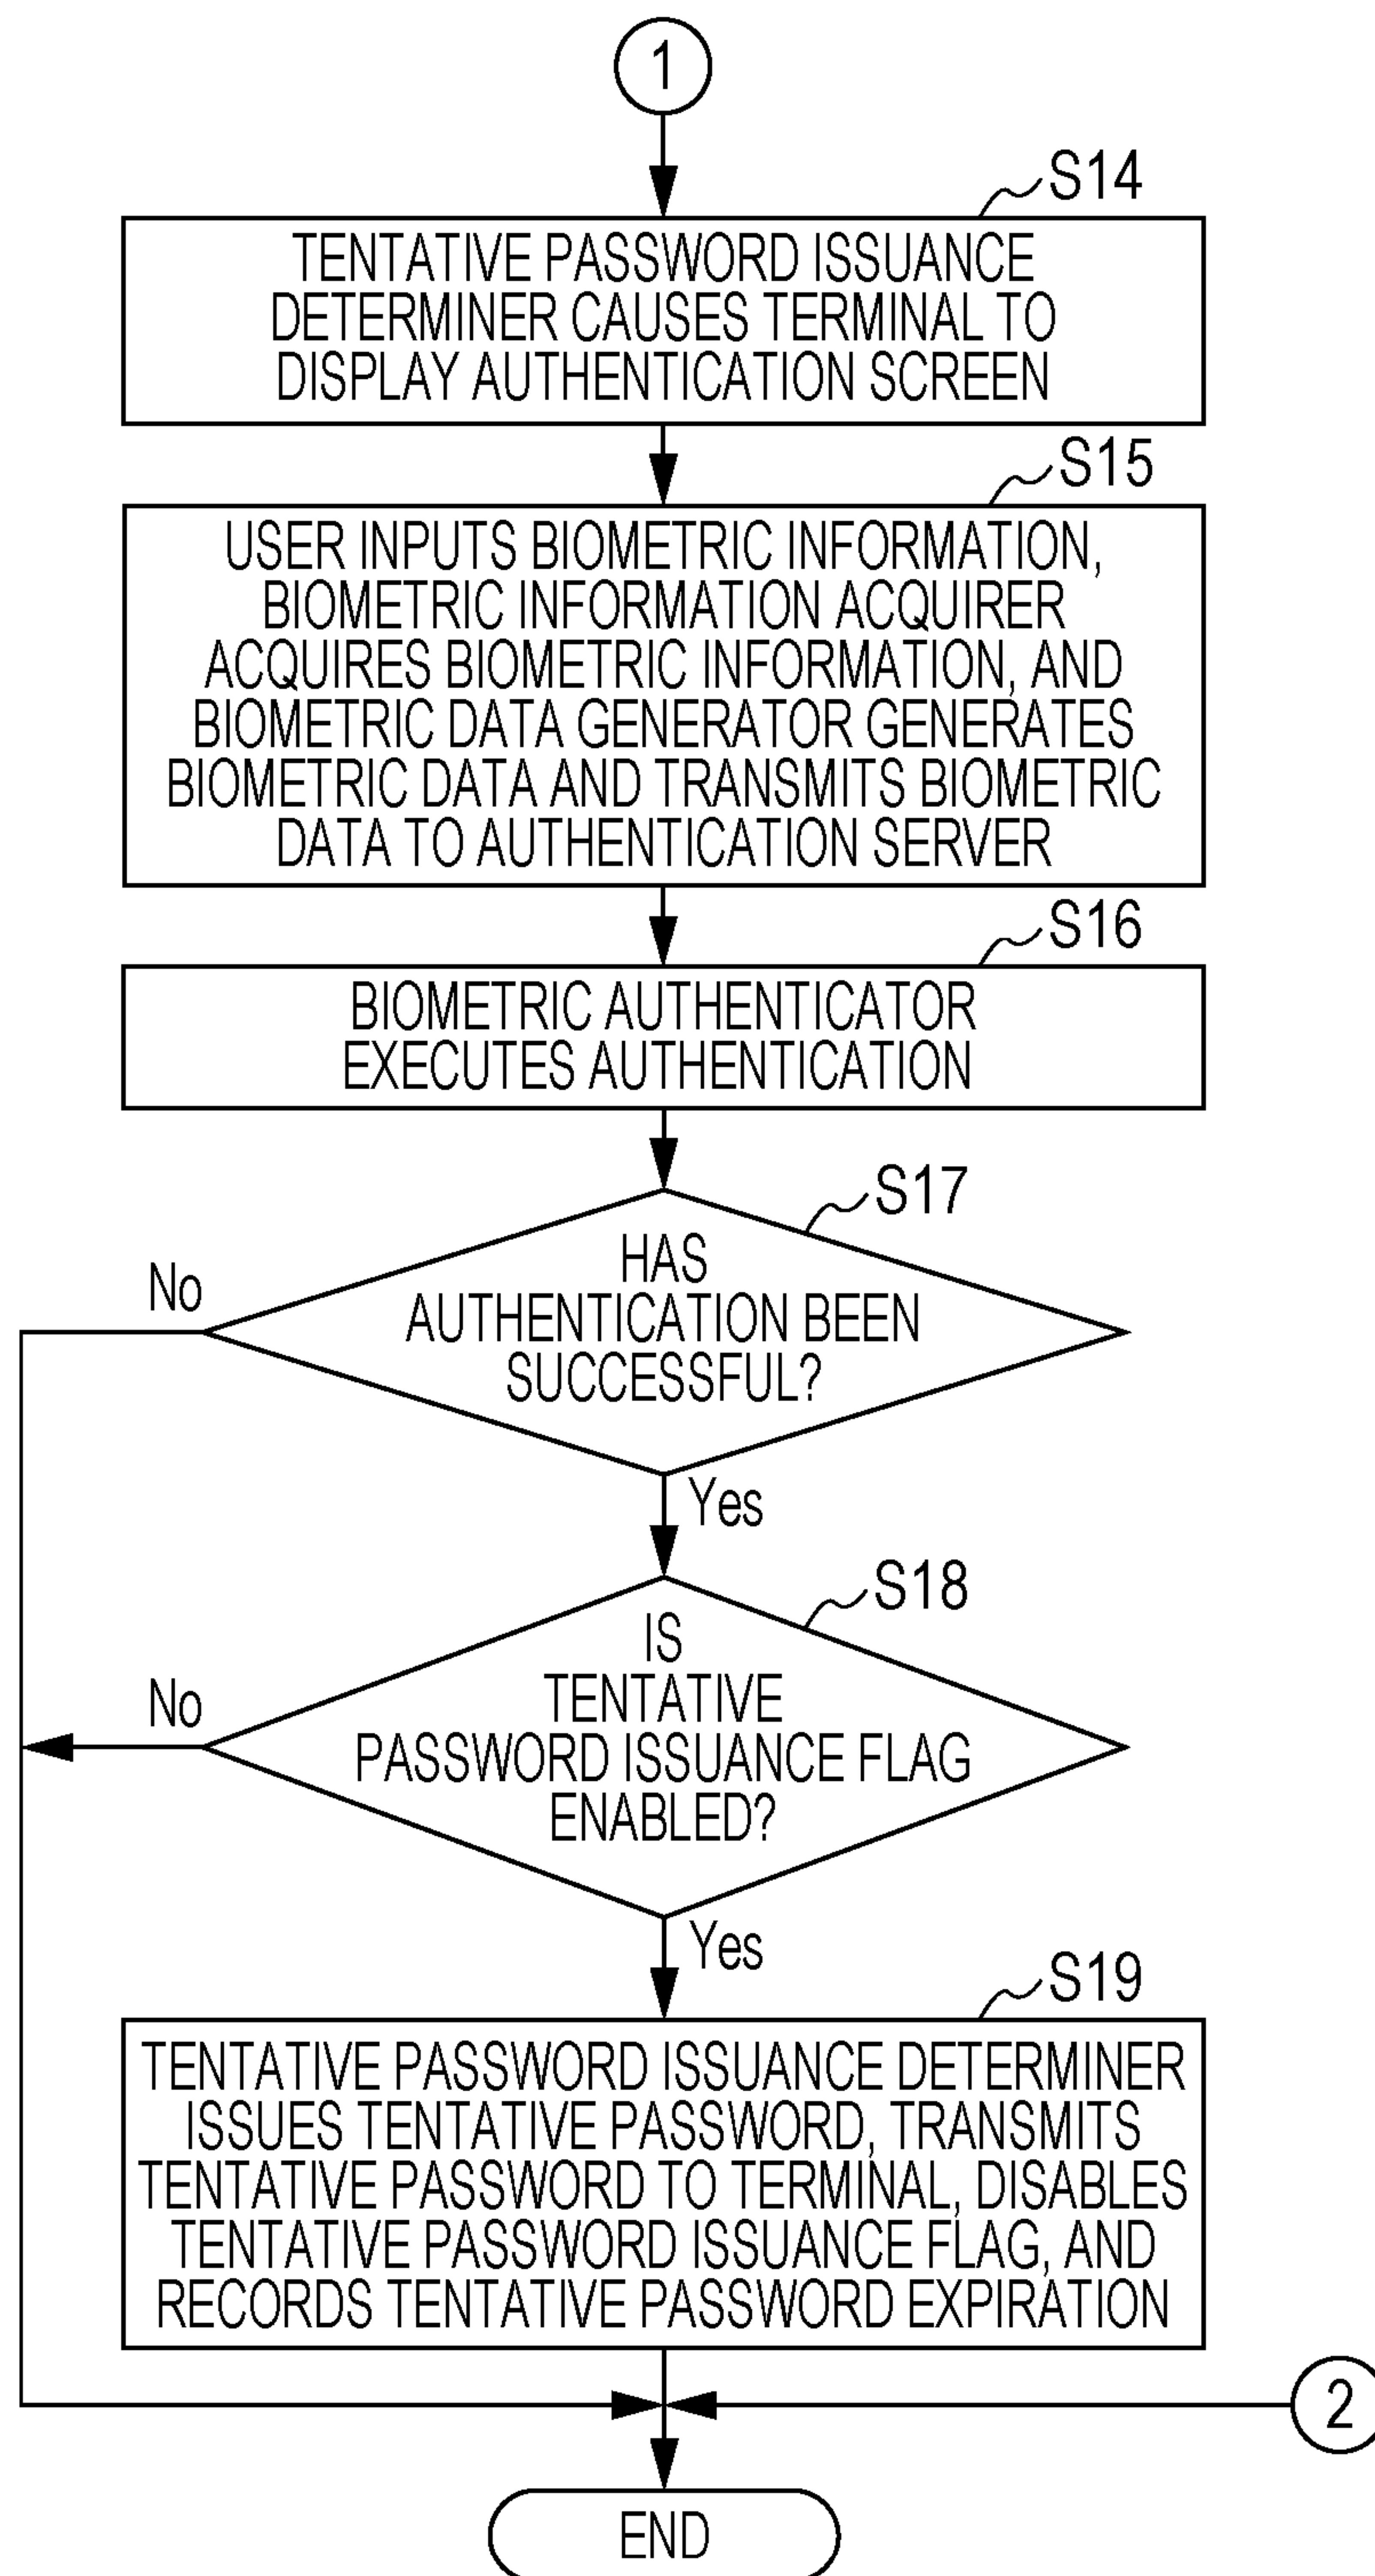 1
S14
TENTATIVE PASSWORD ISSUANCE
DETERMINER CAUSES TERMINAL TO
DISPLAY AUTHENTICATION SCREEN
S15
USER INPUTS BIOMETRIC INFORMATION,
BIOMETRIC INFORMATION ACQUIRER
ACQUIRES BIOMETRIC INFORMATION, AND
BIOMETRIC DATA GENERATOR GENERATES
BIOMETRIC DATA AND TRANSMITS BIOMETRIC
DATA TO AUTHENTICATION SERVER
S16
BIOMETRIC AUTHENTICATOR
EXECUTES AUTHENTICATION
S17
No
HAS
AUTHENTICATION BEEN
SUCCESSFUL?
Yes
S18
No
IS
TENTATIVE
PASSWORD ISSUANCE FLAG
ENABLED?
Yes
S19
TENTATIVE PASSWORD ISSUANCE DETERMINER
ISSUES TENTATIVE PASSWORD, TRANSMITS
TENTATIVE PASSWORD TO TERMINAL, DISABLES
TENTATIVE PASSWORD ISSUANCE FLAG, AND
RECORDS TENTATIVE PASSWORD EXPIRATION
2
END